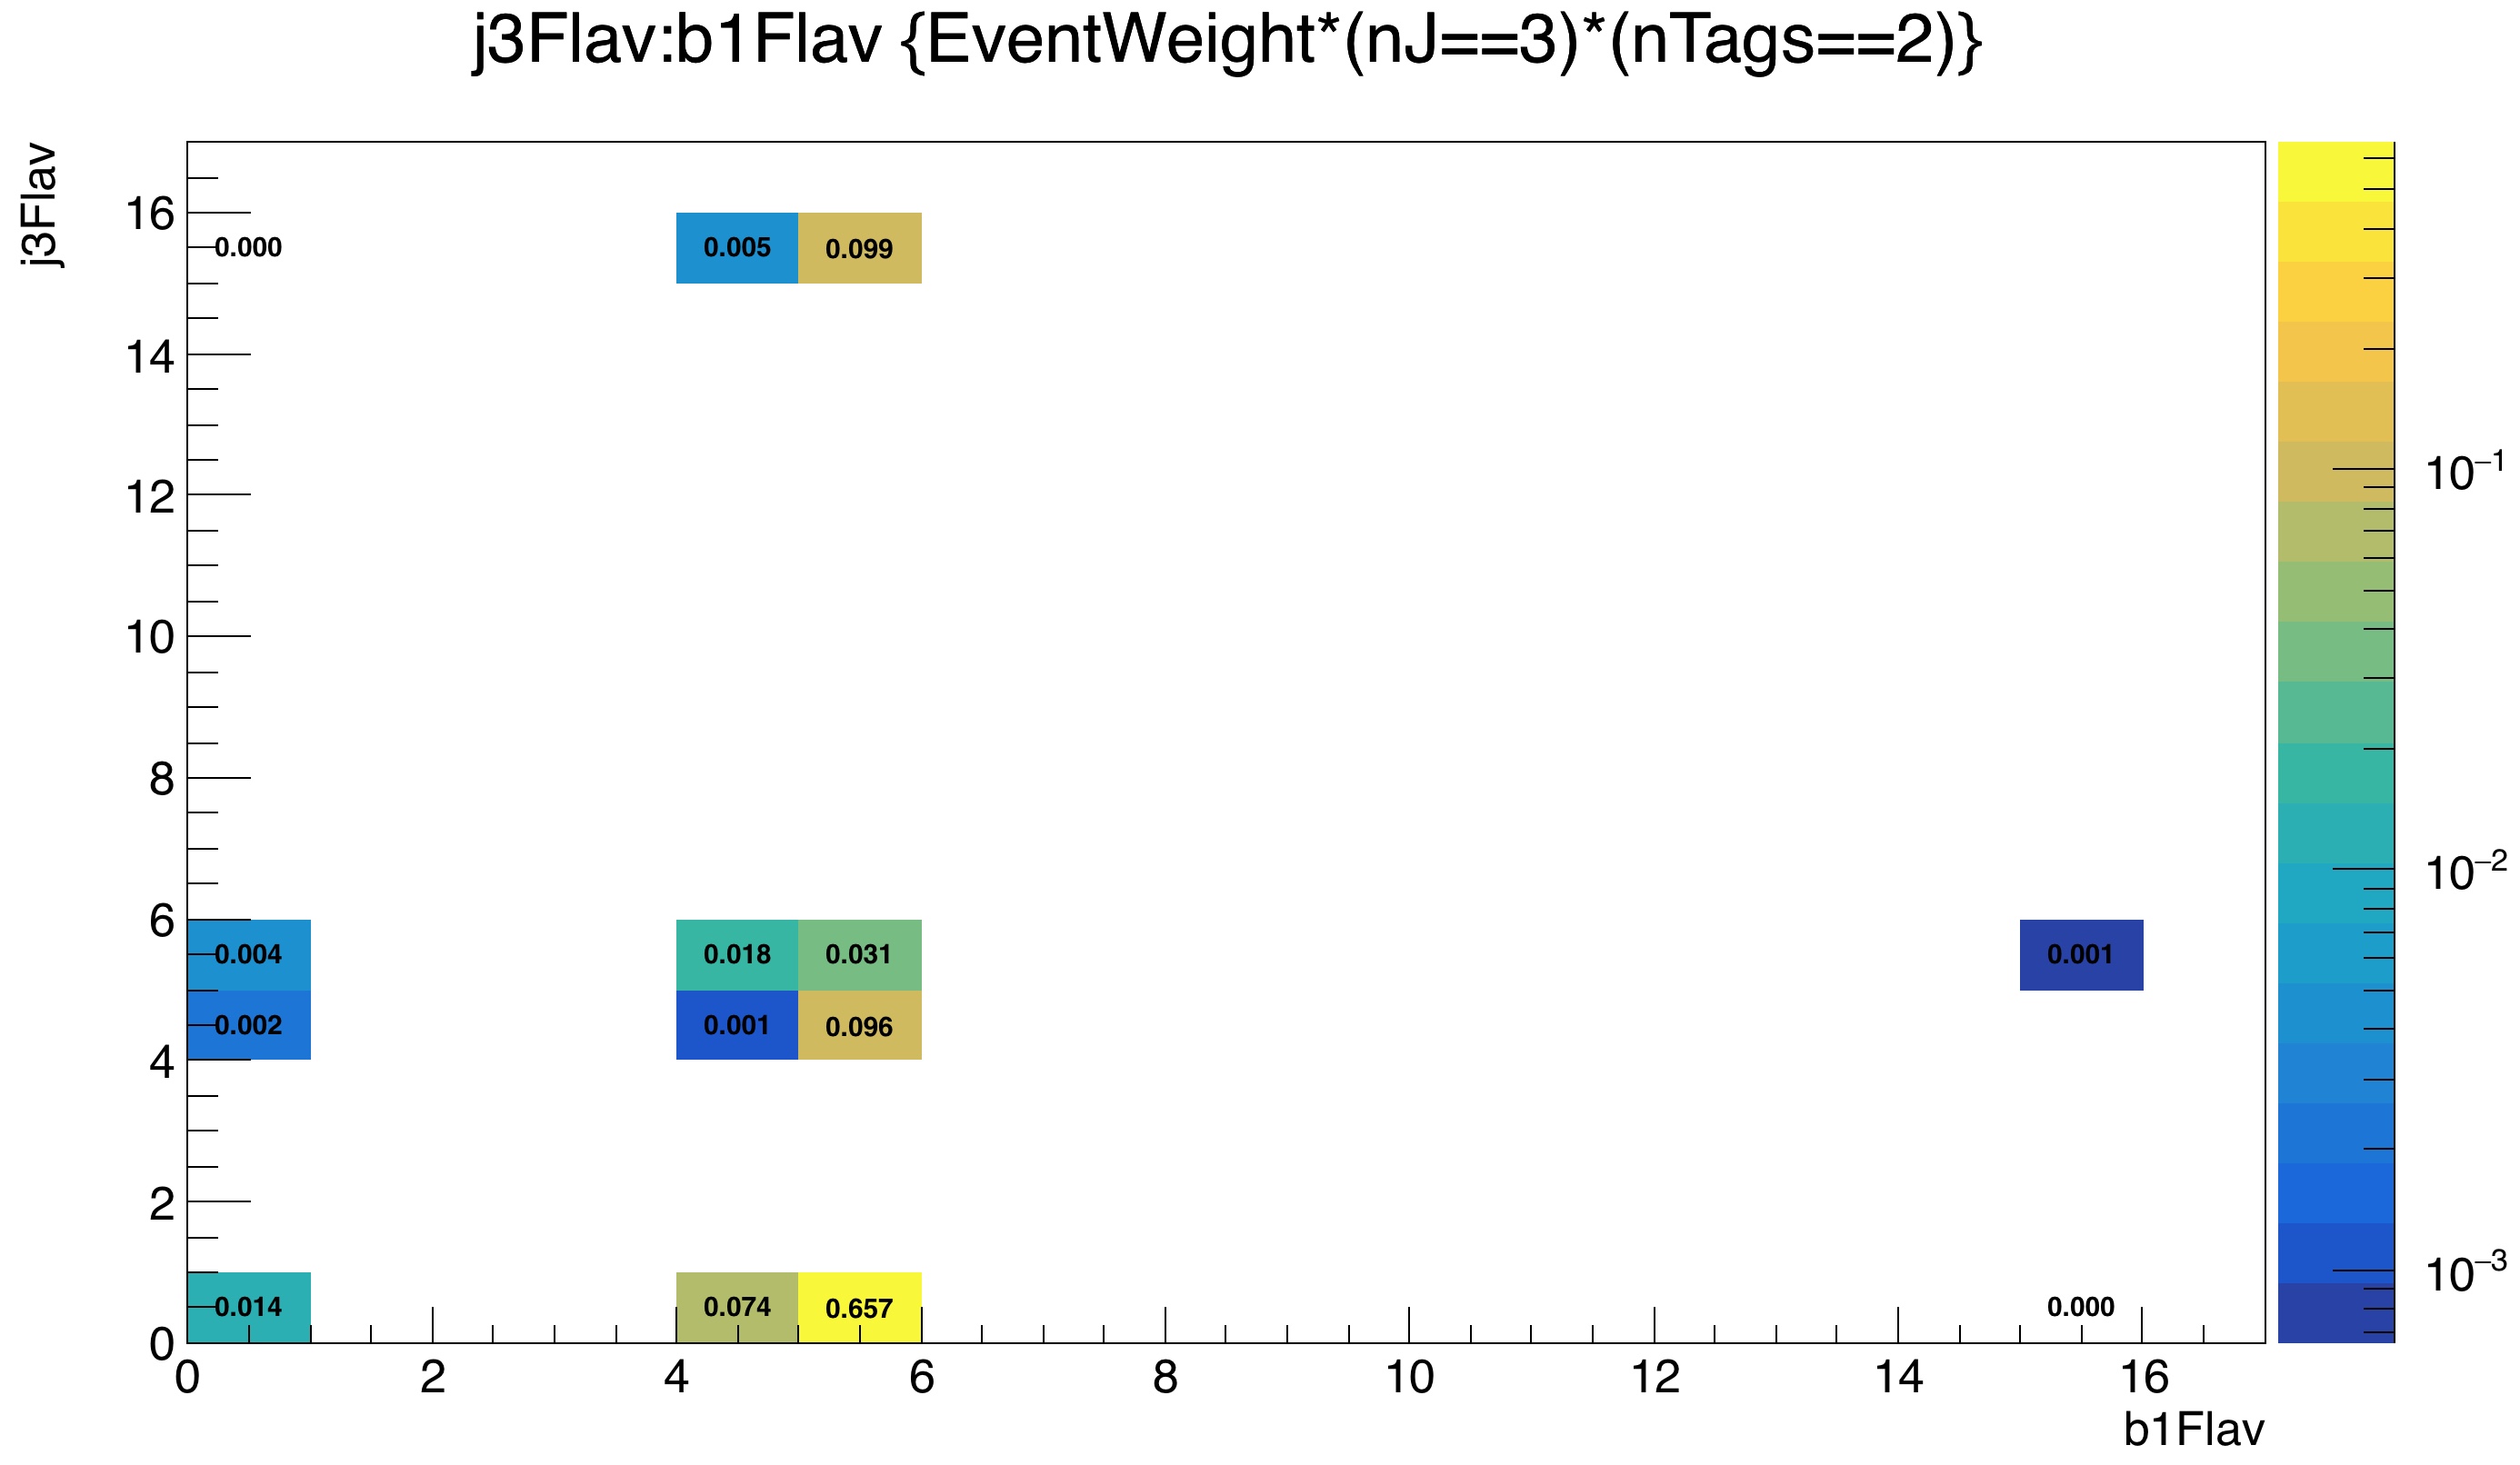 j3Flav:b1Flav {EventWeight*(nJ==3)*(nTags==2)}
j3Flav
16
0.000 0.005 0.099
14
12
10⁻¹
10
8
10⁻²
6
0.004 0.018 0.031 0.001
0.002 0.001 0.096
4
2
10⁻³
0.014 0.074 0.657 0.000
0
0 2 4 6 8 10 12 14 16
b1Flav